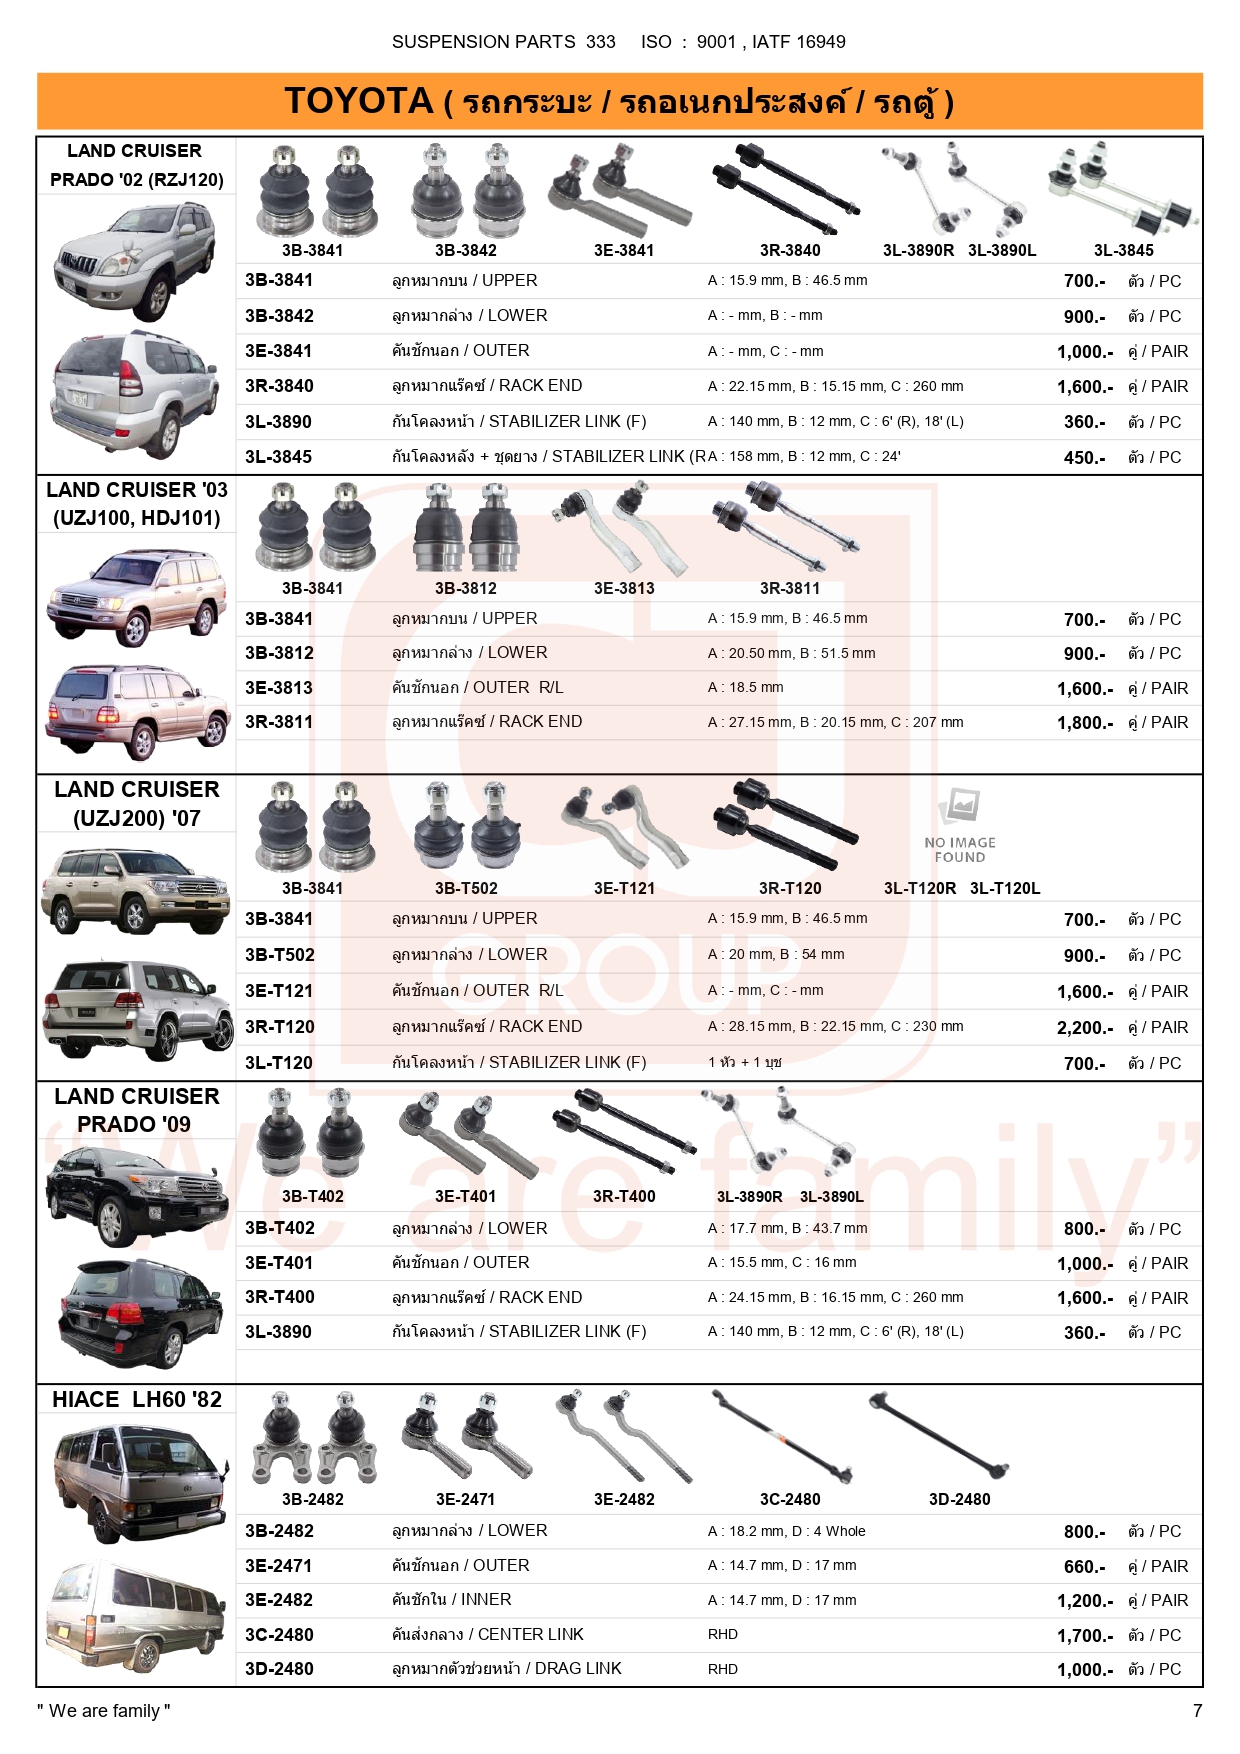 SUSPENSION PARTS 333 ISO : 9001 , IATF 16949
TOYOTA ( รถกระบะ / รถอเนกประสงค์ / รถตู้ )
LAND CRUISER
PRADO '02 (RZJ120)
3B-3841 3B-3842 3E-3841 3R-3840 3L-3890R 3L-3890L 3L-3845
3B-3841 ลูกหมากบน / UPPER A : 15.9 mm, B : 46.5 mm 700.- ตัว / PC
3B-3842 ลูกหมากล่าง / LOWER A : - mm, B : - mm 900.- ตัว / PC
3E-3841 คันชักนอก / OUTER A : - mm, C : - mm 1,000.- คู่ / PAIR
3R-3840 ลูกหมากแร๊คซ์ / RACK END A : 22.15 mm, B : 15.15 mm, C : 260 mm 1,600.- คู่ / PAIR
3L-3890 กันโคลงหน้า / STABILIZER LINK (F) A : 140 mm, B : 12 mm, C : 6' (R), 18' (L) 360.- ตัว / PC
3L-3845 กันโคลงหลัง + ชุดยาง / STABILIZER LINK (R A : 158 mm, B : 12 mm, C : 24' 450.- ตัว / PC
LAND CRUISER '03
(UZJ100, HDJ101)
3B-3841 3B-3812 3E-3813 3R-3811
3B-3841 ลูกหมากบน / UPPER A : 15.9 mm, B : 46.5 mm 700.- ตัว / PC
3B-3812 ลูกหมากล่าง / LOWER A : 20.50 mm, B : 51.5 mm 900.- ตัว / PC
3E-3813 คันชักนอก / OUTER R/L A : 18.5 mm 1,600.- คู่ / PAIR
3R-3811 ลูกหมากแร๊คซ์ / RACK END A : 27.15 mm, B : 20.15 mm, C : 207 mm 1,800.- คู่ / PAIR
LAND CRUISER
(UZJ200) '07
NO IMAGE
FOUND
3B-3841 3B-T502 3E-T121 3R-T120 3L-T120R 3L-T120L
3B-3841 ลูกหมากบน / UPPER A : 15.9 mm, B : 46.5 mm 700.- ตัว / PC
3B-T502 ลูกหมากล่าง / LOWER A : 20 mm, B : 54 mm 900.- ตัว / PC
GROUP
3E-T121 คันชักนอก / OUTER R/L A : - mm, C : - mm 1,600.- คู่ / PAIR
3R-T120 ลูกหมากแร๊คซ์ / RACK END A : 28.15 mm, B : 22.15 mm, C : 230 mm 2,200.- คู่ / PAIR
3L-T120 กันโคลงหน้า / STABILIZER LINK (F) 1 หัว + 1 บุช 700.- ตัว / PC
LAND CRUISER
PRADO '09
“We are family”
3B-T402 3E-T401 3R-T400 3L-3890R 3L-3890L
3B-T402 ลูกหมากล่าง / LOWER A : 17.7 mm, B : 43.7 mm 800.- ตัว / PC
3E-T401 คันชักนอก / OUTER A : 15.5 mm, C : 16 mm 1,000.- คู่ / PAIR
3R-T400 ลูกหมากแร๊คซ์ / RACK END A : 24.15 mm, B : 16.15 mm, C : 260 mm 1,600.- คู่ / PAIR
3L-3890 กันโคลงหน้า / STABILIZER LINK (F) A : 140 mm, B : 12 mm, C : 6' (R), 18' (L) 360.- ตัว / PC
HIACE LH60 '82
3B-2482 3E-2471 3E-2482 3C-2480 3D-2480
3B-2482 ลูกหมากล่าง / LOWER A : 18.2 mm, D : 4 Whole 800.- ตัว / PC
3E-2471 คันชักนอก / OUTER A : 14.7 mm, D : 17 mm 660.- คู่ / PAIR
3E-2482 คันชักใน / INNER A : 14.7 mm, D : 17 mm 1,200.- คู่ / PAIR
3C-2480 คันส่งกลาง / CENTER LINK RHD 1,700.- ตัว / PC
3D-2480 ลูกหมากตัวช่วยหน้า / DRAG LINK RHD 1,000.- ตัว / PC
" We are family " 7